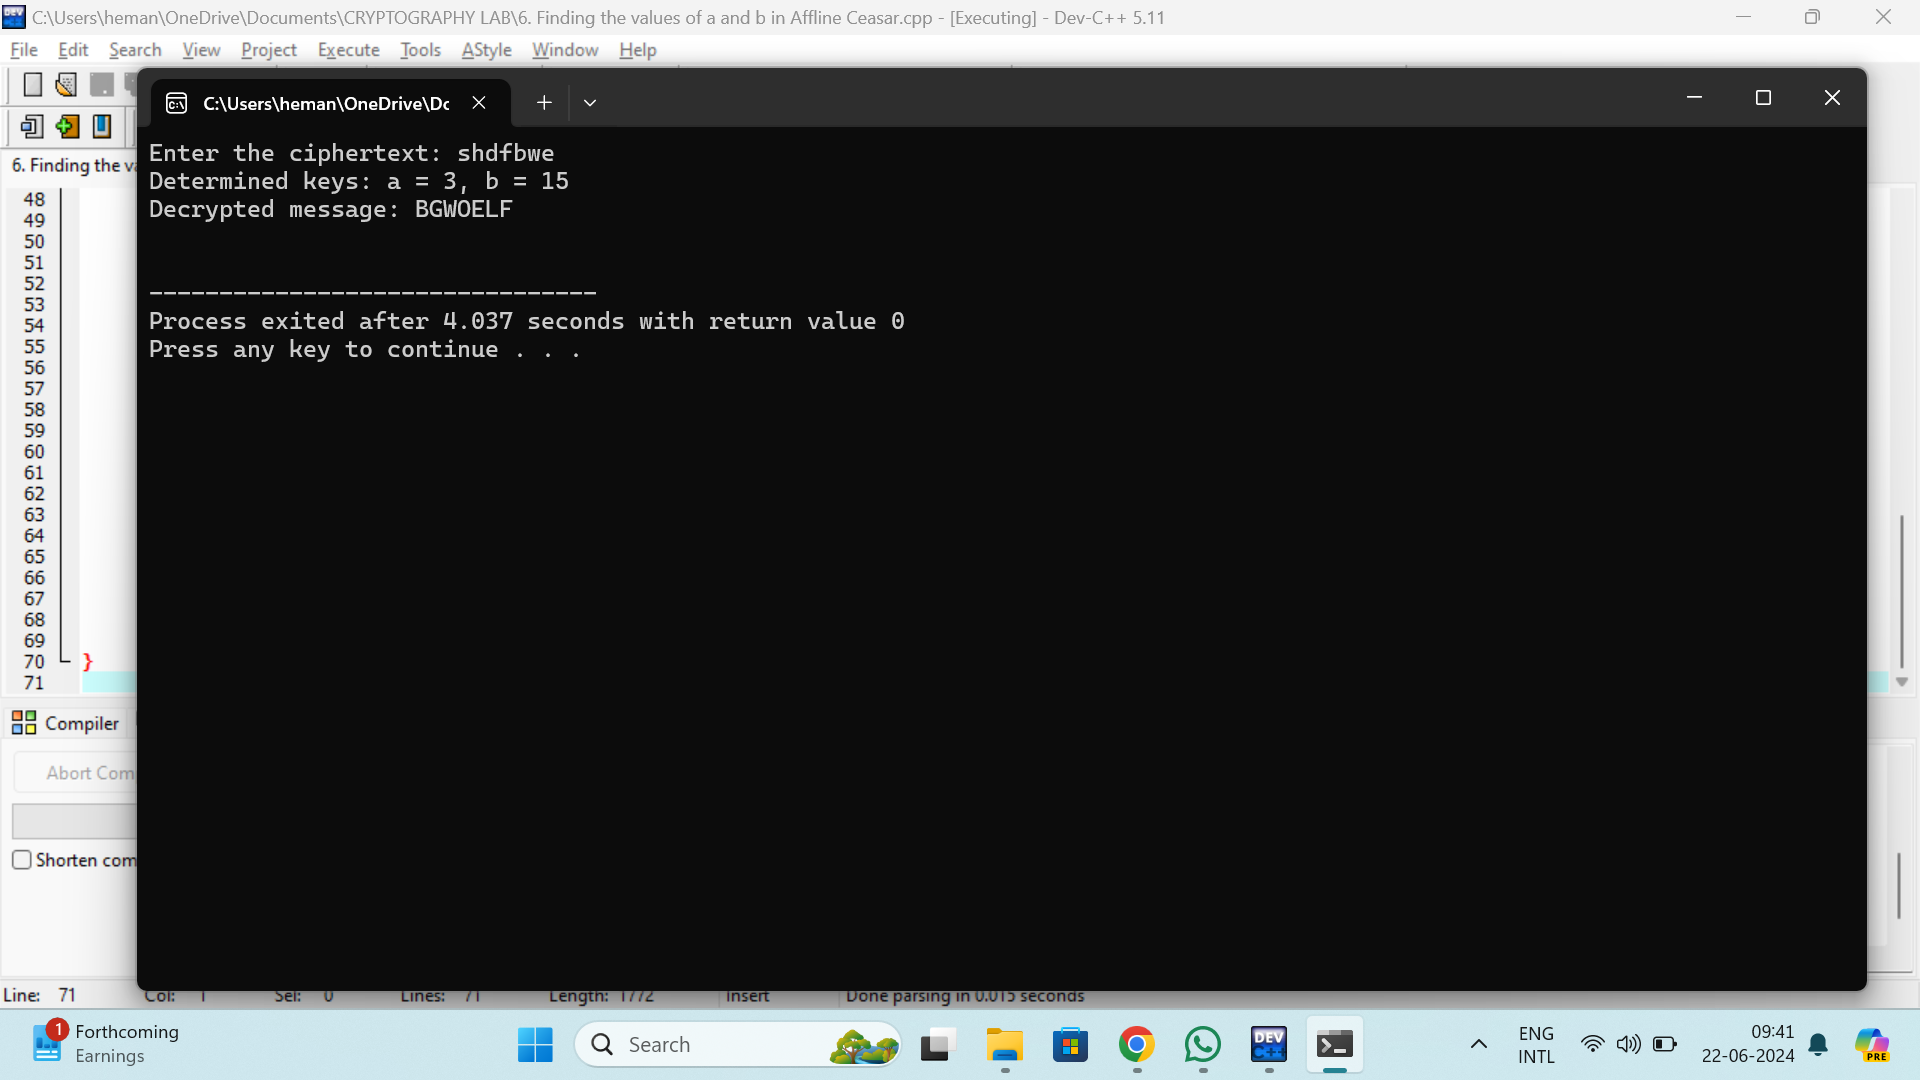 C:\Users\heman\OneDrive\Documents\CRYPTOGRAPHY LAB\6. Finding the values of a and b in Affline Ceasar.cpp - [Executing] - Dev-C++ 5.11
File Edit Search View Project Execute Tools AStyle Window Help
C:\Users\heman\OneDrive\Dc
6. Finding the va
Enter the ciphertext: shdfbwe
Determined keys: a = 3, b = 15
Decrypted message: BGWOELF
--------------------------------
Process exited after 4.037 seconds with return value 0
Press any key to continue . . .
48
49
50
51
52
53
54
55
56
57
58
59
60
61
62
63
64
65
66
67
68
69
70 }
71
Compiler
Abort Com
Shorten com
Line: 71 Col: 1 Sel: 0 Lines: 71 Length: 1772 Insert Done parsing in 0.015 seconds
1
Forthcoming
Earnings
Search
DEV
C++
ENG
INTL
09:41
22-06-2024
PRE